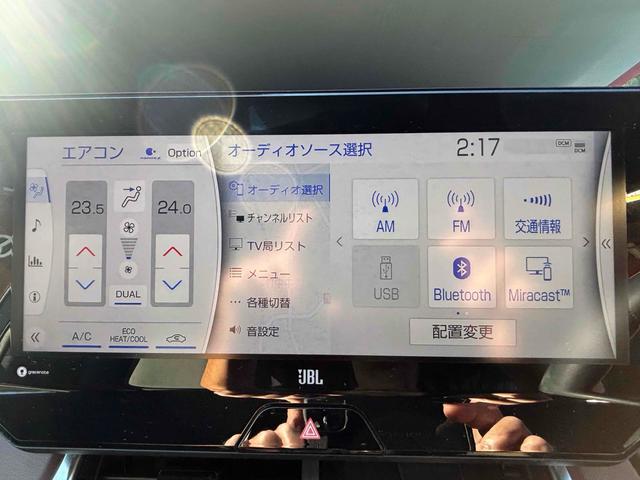 エアコン
Option
オーディオソース選択
2:17
DCM
DCM
オーディオ選択
チャンネルリスト
TV局リスト
メニュー
各種切替
音設定
23.5
24.0
DUAL
A/C
ECO
HEAT/COOL
AM
FM
交通情報
USB
Bluetooth
Miracast™
配置変更
gracenote
JBL